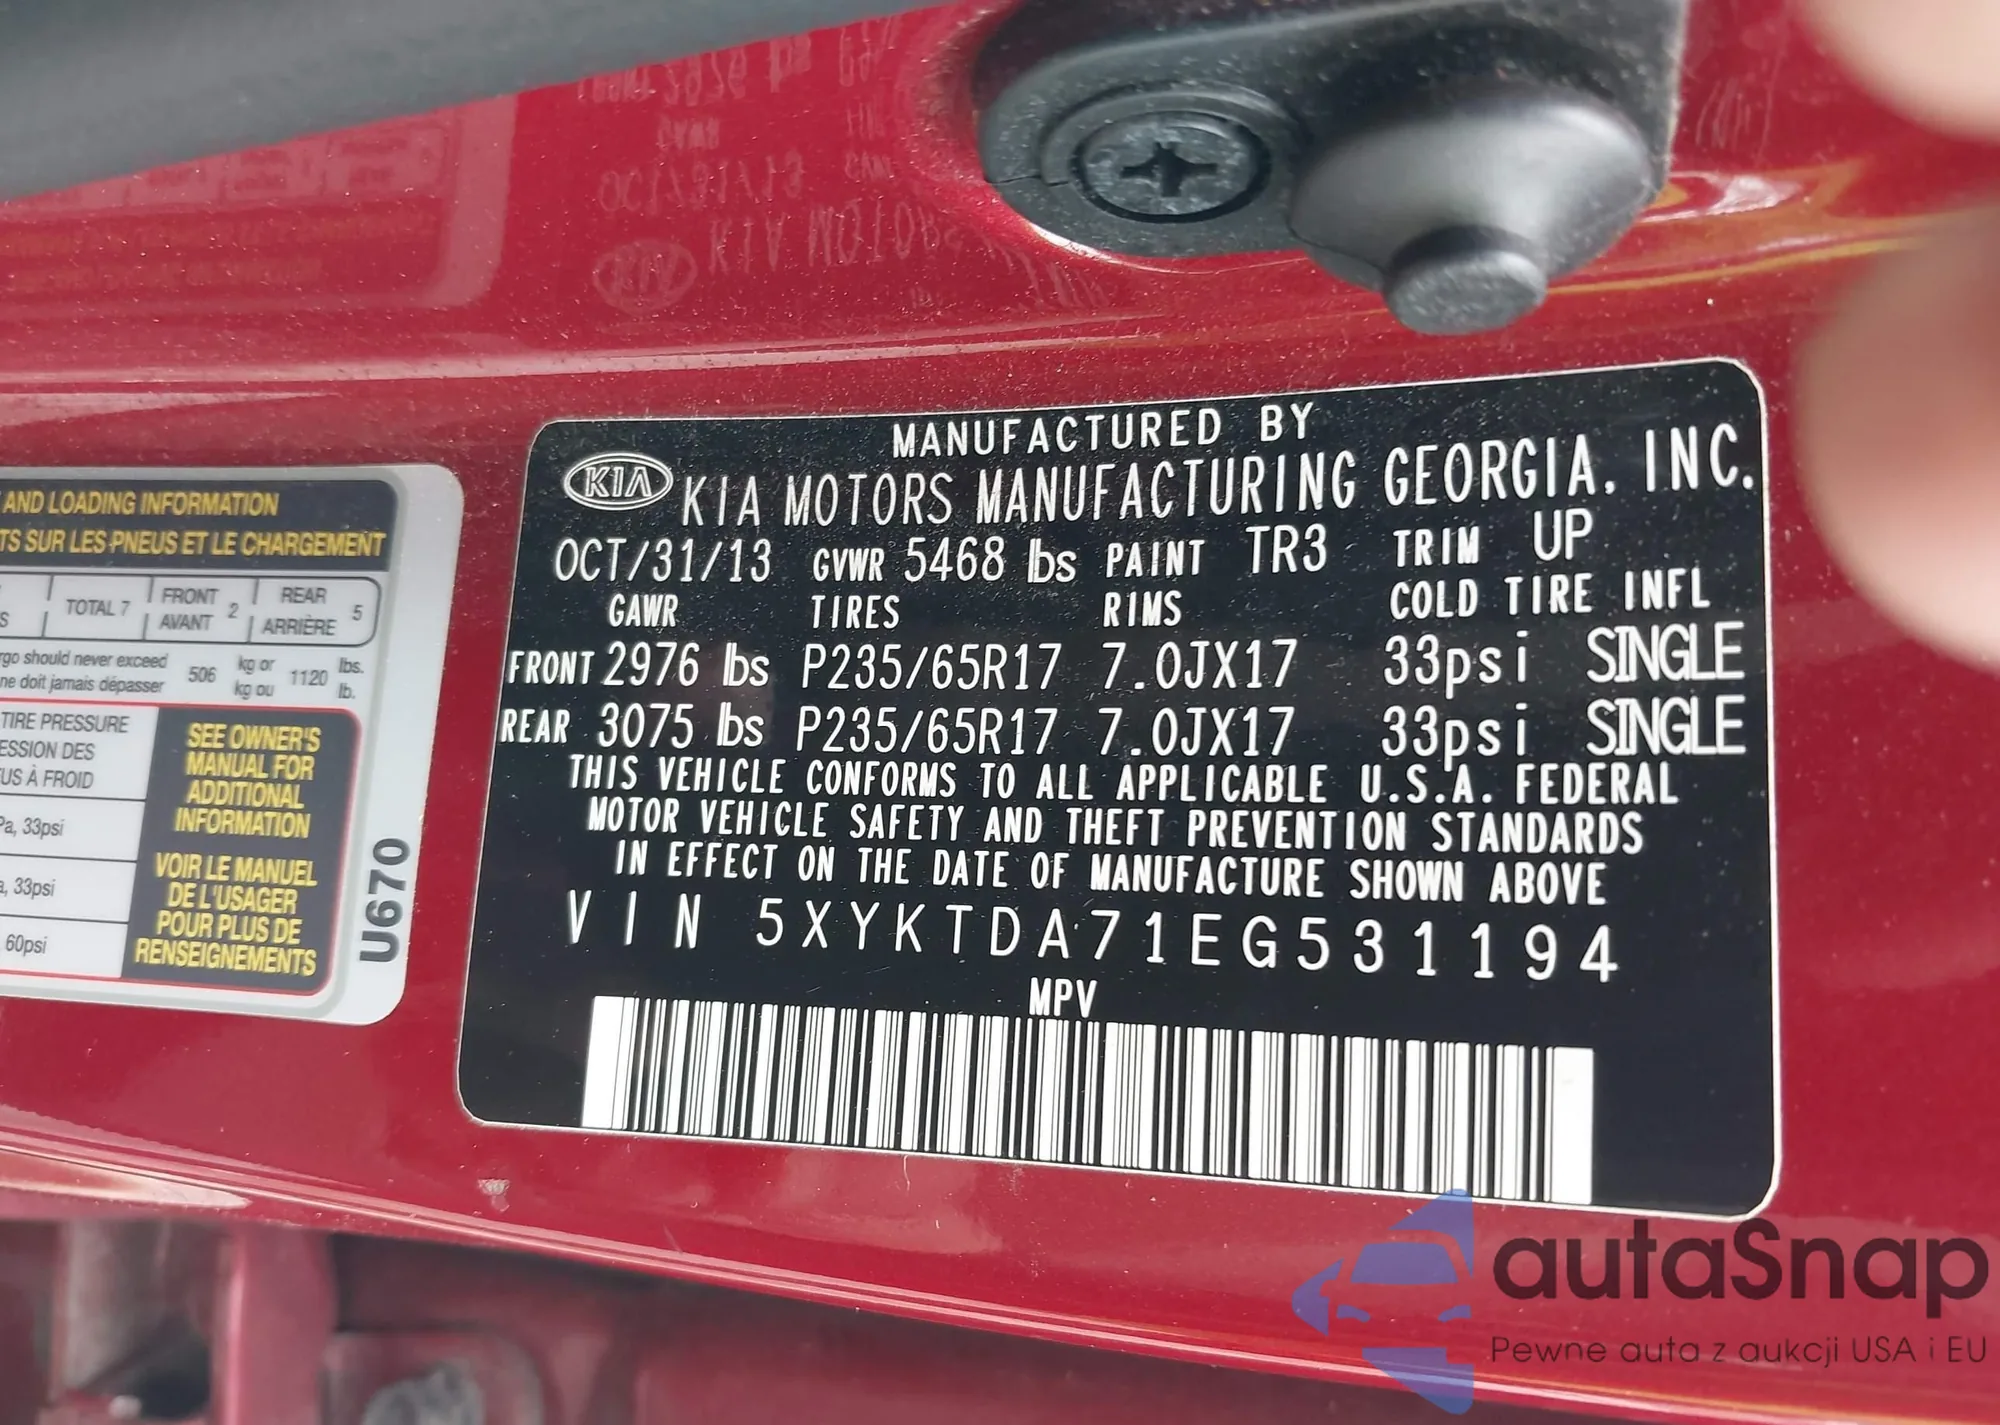 MANUFACTURED BY
KIA KIA MOTORS MANUFACTURING GEORGIA, INC.
OCT/31/13 GVWR 5468 lbs PAINT TR3 TRIM UP
GAWR TIRES RIMS COLD TIRE INFL
FRONT 2976 lbs P235/65R17 7.0JX17 33psi SINGLE
REAR 3075 lbs P235/65R17 7.0JX17 33psi SINGLE
THIS VEHICLE CONFORMS TO ALL APPLICABLE U.S.A. FEDERAL
MOTOR VEHICLE SAFETY AND THEFT PREVENTION STANDARDS
IN EFFECT ON THE DATE OF MANUFACTURE SHOWN ABOVE
VIN 5XYKTDA71EG531194
MPV
AND LOADING INFORMATION
TS SUR LES PNEUS ET LE CHARGEMENT
TOTAL 7 FRONT AVANT 2 REAR ARRIÈRE 5
rgo should never exceed 506 kg or 1120 lbs.
ne doit jamais dépasser kg ou lb.
TIRE PRESSURE
ESSION DES
US À FROID
Pa, 33psi
a, 33psi
60psi
SEE OWNER'S
MANUAL FOR
ADDITIONAL
INFORMATION
VOIR LE MANUEL
DE L'USAGER
POUR PLUS DE
RENSEIGNEMENTS
U670
autaSnap
Pewne auta z aukcji USA i EU